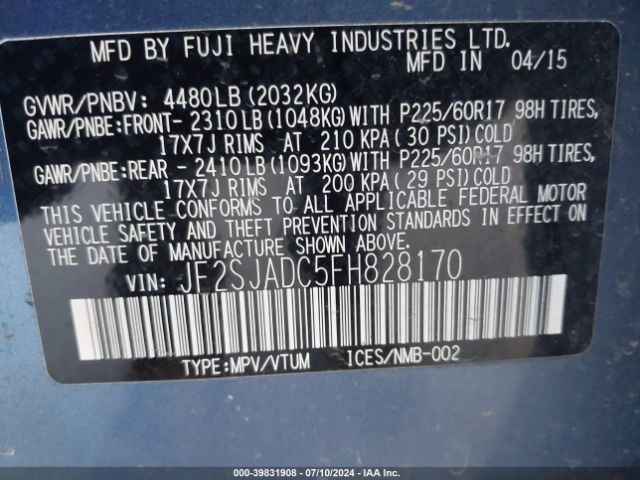 MFD BY FUJI HEAVY INDUSTRIES LTD.
MFD IN 04/15
GVWR/PNBV: 4480LB(2032KG)
GAWR/PNBE:FRONT- 2310LB(1048KG)WITH P225/60R17 98H TIRES,
17X7J RIMS AT 210 KPA(30 PSI)COLD
GAWR/PNBE:REAR - 2410LB(1093KG)WITH P225/60R17 98H TIRES,
17X7J RIMS AT 200 KPA(29 PSI)COLD
THIS VEHICLE CONFORMS TO ALL APPLICABLE FEDERAL MOTOR
VEHICLE SAFETY AND THEFT PREVENTION STANDARDS IN EFFECT ON
THE DATE OF MANUFACTURE SHOWN ABOVE.
VIN: JF2SJADC5FH828170
TYPE:MPV/VTUM ICES/NMB-002
000-39831908 - 07/10/2024 - IAA, Inc.